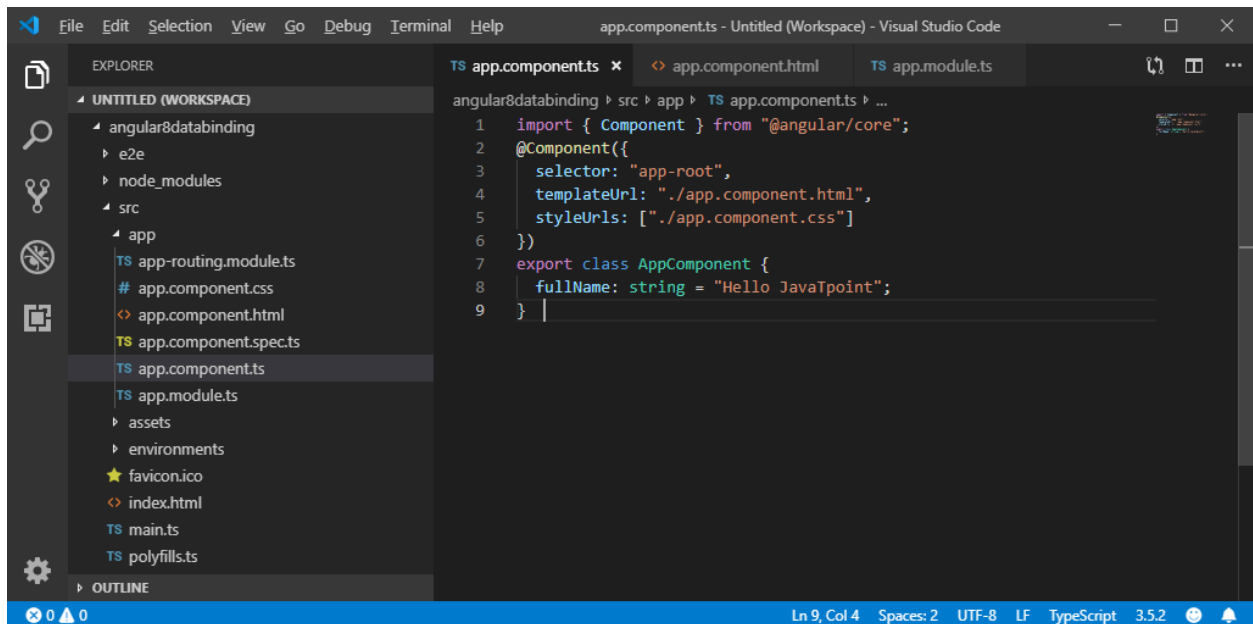 File Edit Selection View Go Debug Terminal Help app.component.ts - Untitled (Workspace) - Visual Studio Code
EXPLORER
UNTITLED (WORKSPACE)
angular8databinding
e2e
node_modules
src
app
TS app-routing.module.ts
# app.component.css
<> app.component.html
TS app.component.spec.ts
TS app.component.ts
TS app.module.ts
assets
environments
favicon.ico
<> index.html
TS main.ts
TS polyfills.ts
OUTLINE
TS app.component.ts × <> app.component.html TS app.module.ts ...
angular8databinding src app TS app.component.ts ...
1 import { Component } from "@angular/core";
2 @Component({
3 selector: "app-root",
4 templateUrl: "./app.component.html",
5 styleUrls: ["./app.component.css"]
6 })
7 export class AppComponent {
8 fullName: string = "Hello JavaTpoint";
9 }
0 0 Ln 9, Col 4 Spaces: 2 UTF-8 LF TypeScript 3.5.2